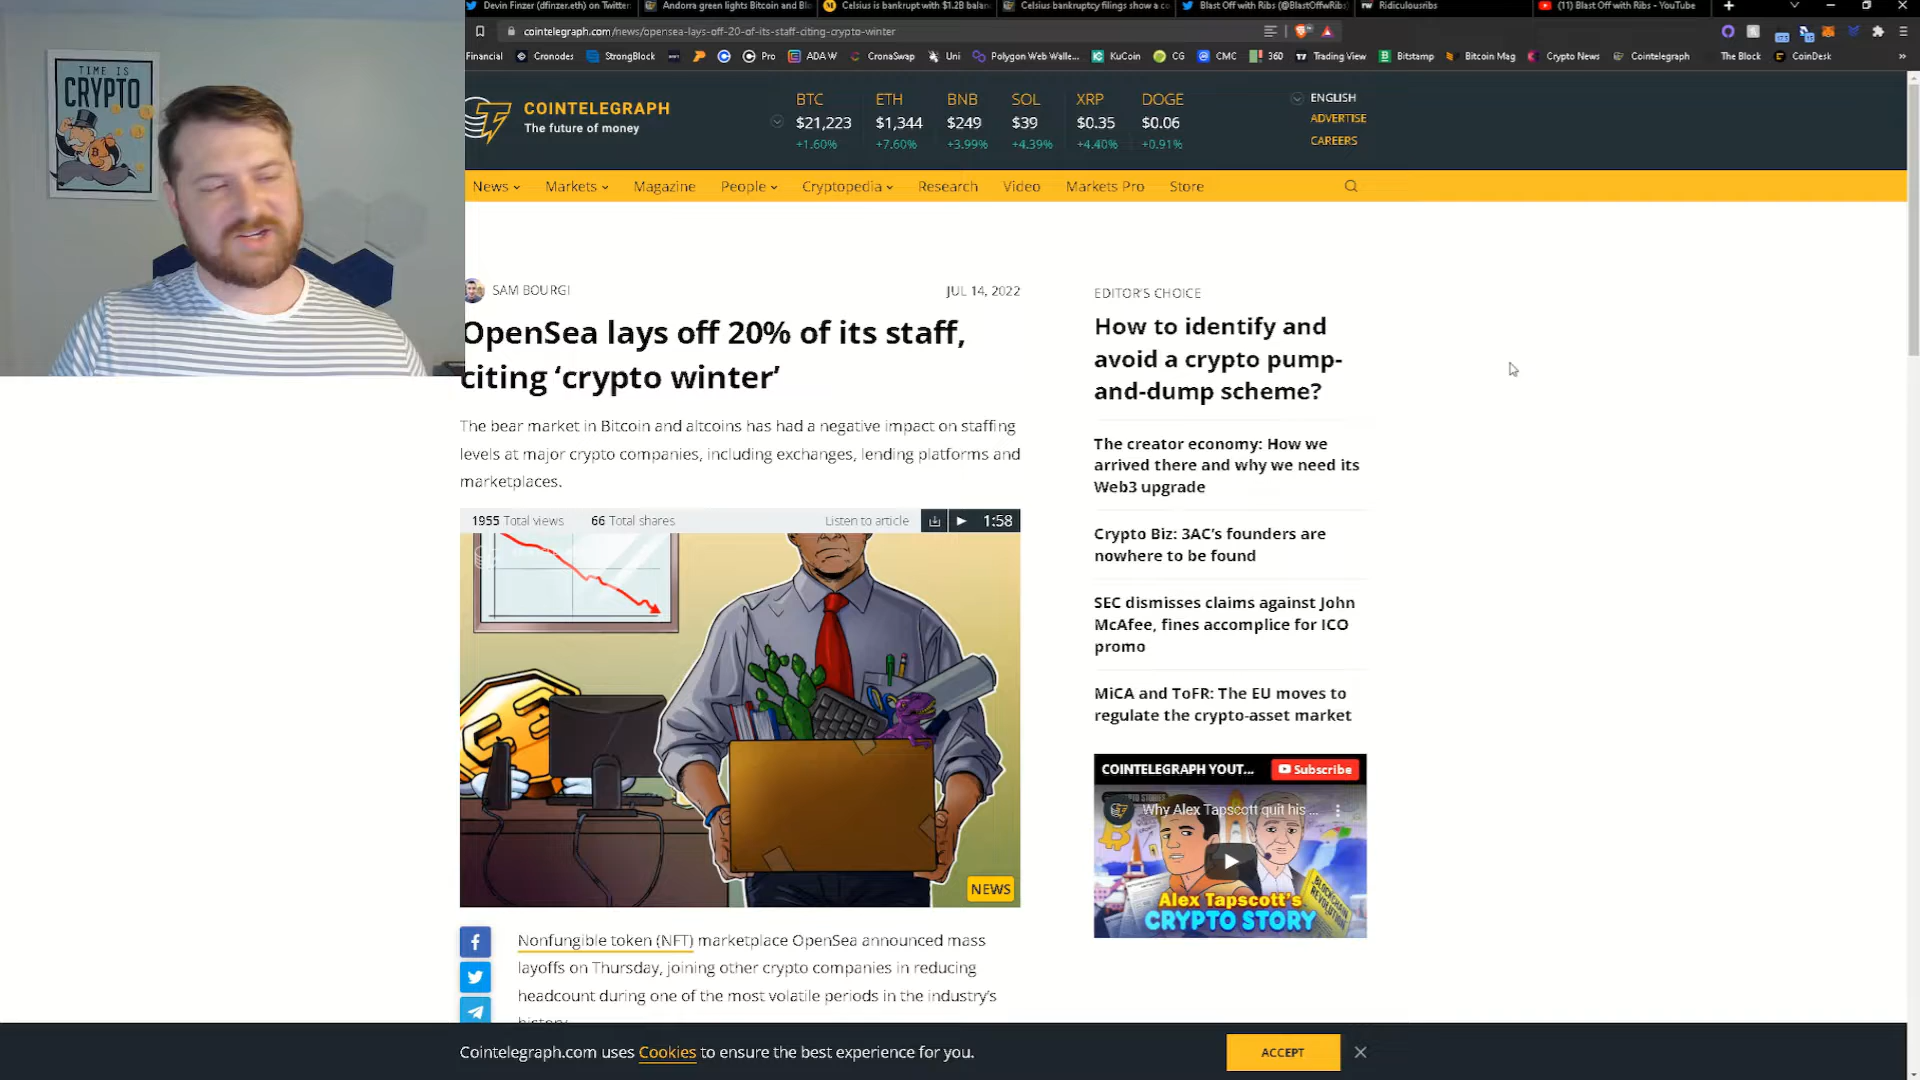 Devin Finzer (dfinzer.eth) on Twitter
Andorra green lights Bitcoin and Bl
Celsius is bankrupt with $1.2B balan
Celsius bankruptcy filings show a c
Blast Off with Ribs (@BlastOffwRibs
Ridiculousribs
(11) Blast Off with Ribs - YouTube
cointelegraph.com/news/opensea-lays-off-20-of-its-staff-citing-crypto-winter
Financial
Cronodes
StrongBlock
Pro
ADA W
CronaSwap
Uni
Polygon Web Walle...
KuCoin
CG
CMC
360
Trading View
Bitstamp
Bitcoin Mag
Crypto News
Cointelegraph
The Block
CoinDesk
TIME IS
CRYPTO
COINTELEGRAPH
The future of money
BTC
$21,223
+1.60%
ETH
$1,344
+7.60%
BNB
$249
+3.99%
SOL
$39
+4.39%
XRP
$0.35
+4.40%
DOGE
$0.06
+0.91%
ENGLISH
ADVERTISE
CAREERS
News
Markets
Magazine
People
Cryptopedia
Research
Video
Markets Pro
Store
SAM BOURGI
JUL 14, 2022
OpenSea lays off 20% of its staff,
citing ‘crypto winter’
The bear market in Bitcoin and altcoins has had a negative impact on staffing
levels at major crypto companies, including exchanges, lending platforms and
marketplaces.
1955 Total views
66 Total shares
Listen to article
1:58
NEWS
Nonfungible token (NFT) marketplace OpenSea announced mass
layoffs on Thursday, joining other crypto companies in reducing
headcount during one of the most volatile periods in the industry’s
history.
EDITOR’S CHOICE
How to identify and
avoid a crypto pump-
and-dump scheme?
The creator economy: How we
arrived there and why we need its
Web3 upgrade
Crypto Biz: 3AC’s founders are
nowhere to be found
SEC dismisses claims against John
McAfee, fines accomplice for ICO
promo
MiCA and ToFR: The EU moves to
regulate the crypto-asset market
COINTELEGRAPH YOUT...
Subscribe
Why Alex Tapscott quit his ...
BLOCKCHAIN
REVOLUTION
Alex Tapscott's
CRYPTO STORY
Cointelegraph.com uses Cookies to ensure the best experience for you.
ACCEPT